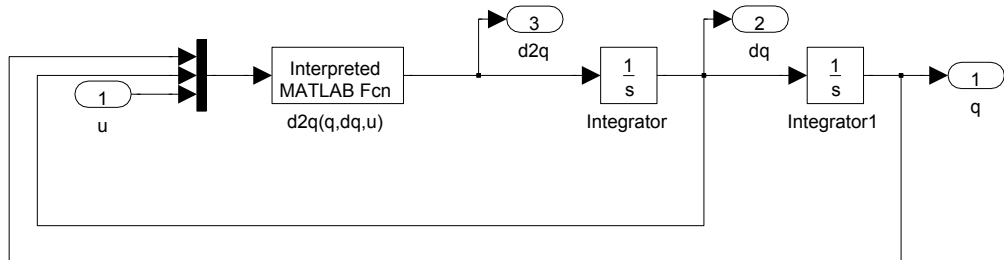 3
d2q
2
dq
1
u
Interpreted
MATLAB Fcn
d2q(q,dq,u)
1
s
Integrator
1
s
Integrator1
1
q